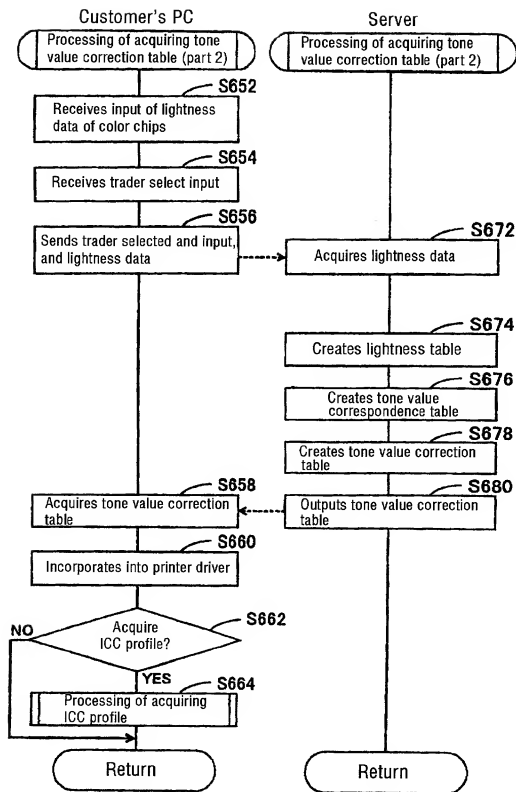 Customer's PC
Server
Processing of acquiring tone
value correction table (part 2)
Processing of acquiring tone
value correction table (part 2)
S652
Receives input of lightness
data of color chips
S654
Receives trader select input
S656
Sends trader selected and input,
and lightness data
S672
Acquires lightness data
S674
Creates lightness table
S676
Creates tone value
correspondence table
S678
Creates tone value correction
table
S658
Acquires tone value correction
table
S680
Outputs tone value correction
table
S660
Incorporates into printer driver
S662
NO
Acquire
ICC profile?
YES
S664
Processing of acquiring
ICC profile
Return
Return